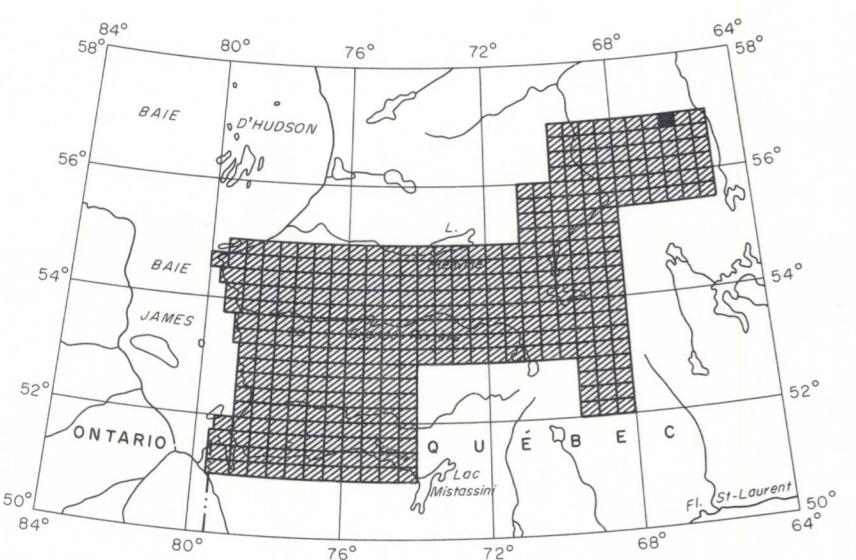 84° 80° 76° 72° 68° 64°
58° 58°
BAIE
D'HUDSON
56° 56°
L.
BAIE
54° 54°
JAMES
52° 52°
ONTARIO
QUÉBEC
Lac
Mistassini
Fl. St-Laurent
50° 50°
84° 80° 76° 72° 68° 64°